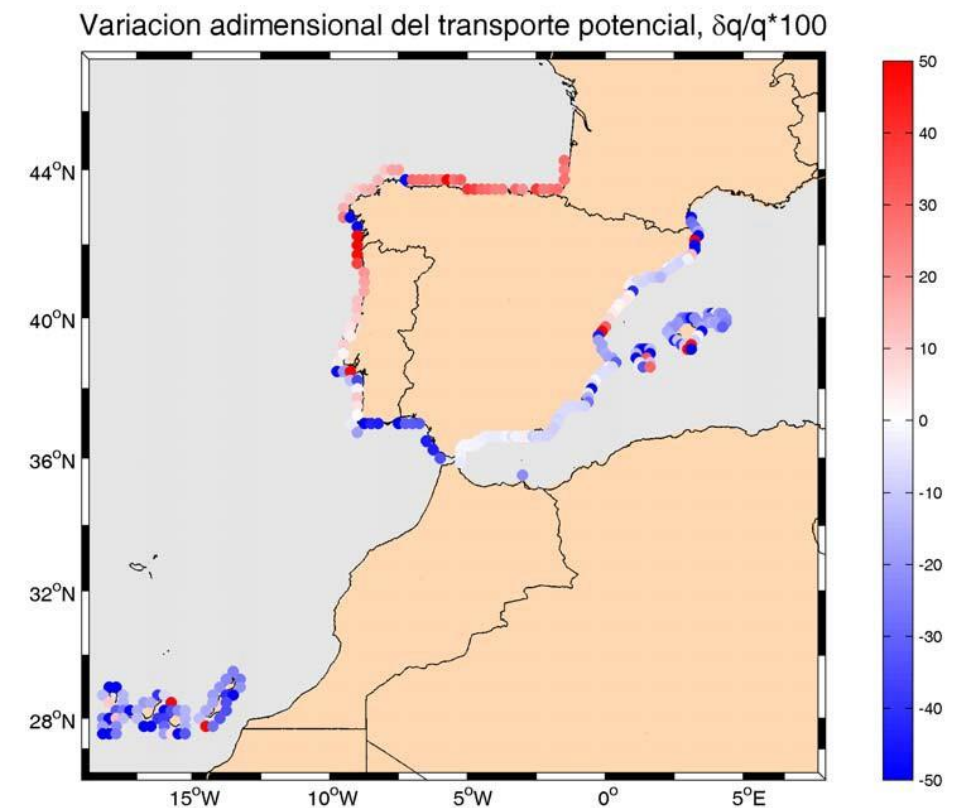 Variacion adimensional del transporte potencial, δq/q*100
50
40
30
20
10
0
-10
-20
-30
-40
-50
44°N
40°N
36°N
32°N
28°N
15°W 10°W 5°W 0° 5°E